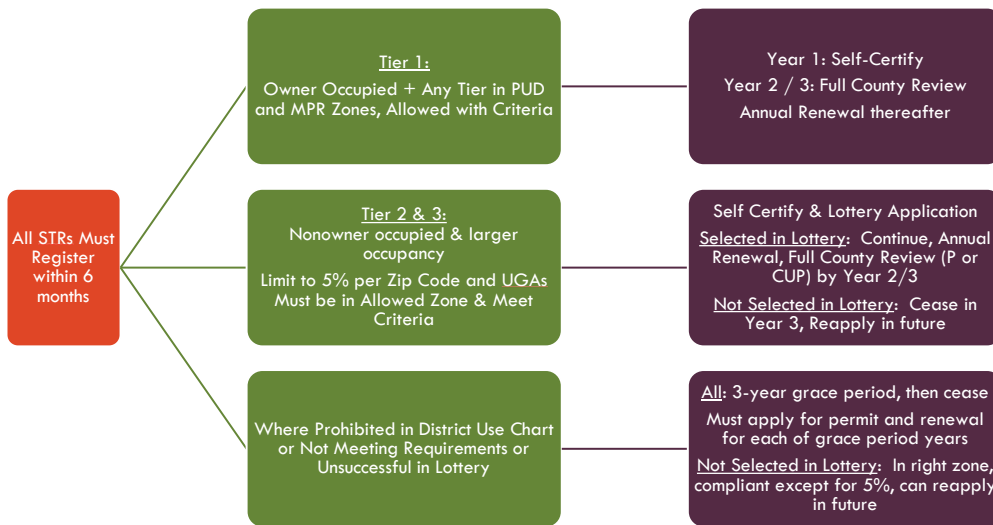 All STRs Must
Register
within 6
months
Tier 1:
Owner Occupied + Any Tier in PUD
and MPR Zones, Allowed with Criteria
Year 1: Self-Certify
Year 2 / 3: Full County Review
Annual Renewal thereafter
Tier 2 & 3:
Nonowner occupied & larger
occupancy
Limit to 5% per Zip Code and UGAs
Must be in Allowed Zone & Meet
Criteria
Self Certify & Lottery Application
Selected in Lottery: Continue, Annual
Renewal, Full County Review (P or
CUP) by Year 2/3
Not Selected in Lottery: Cease in
Year 3, Reapply in future
Where Prohibited in District Use Chart
or Not Meeting Requirements or
Unsuccessful in Lottery
All: 3-year grace period, then cease
Must apply for permit and renewal
for each of grace period years
Not Selected in Lottery: In right zone,
compliant except for 5%, can reapply
in future